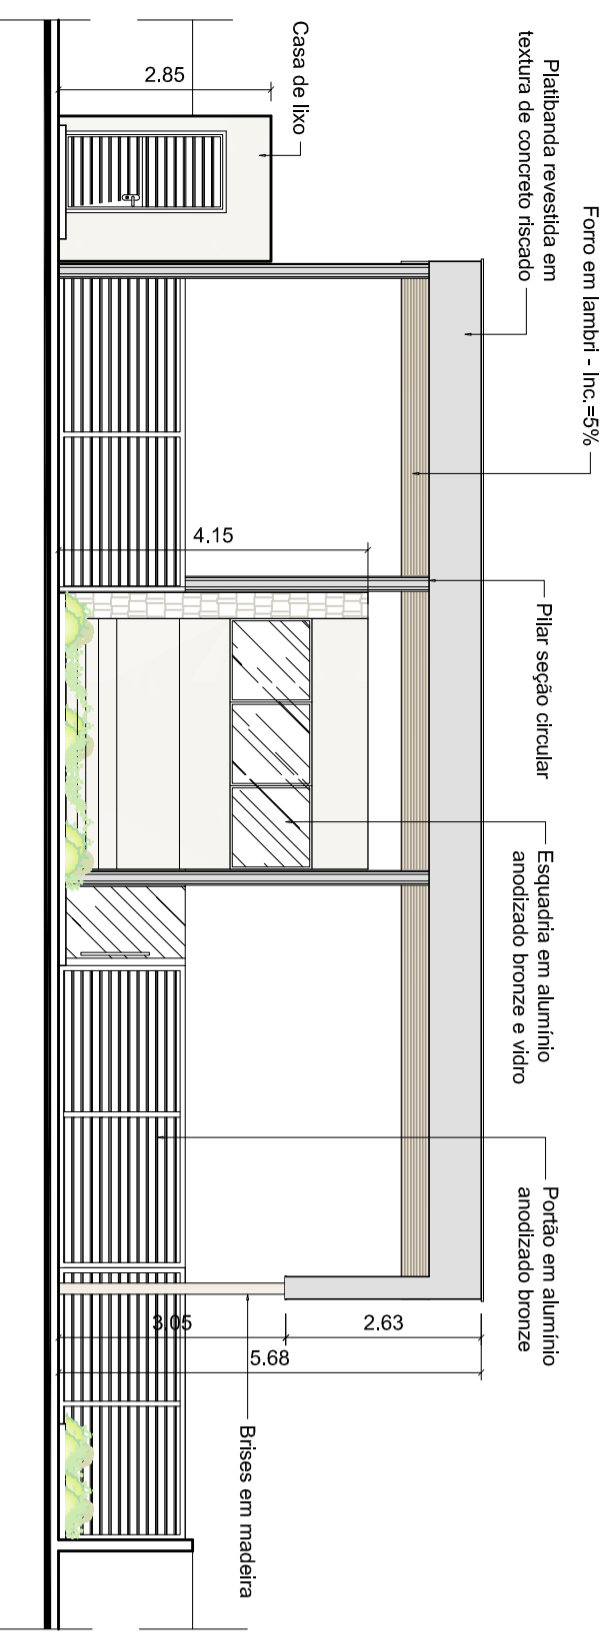 Forro em lambri - Inc.=5%
Platibanda revestida em
textura de concreto riscado
Casa de lixo
2.85
4.15
Pilar seção circular
Esquadria em alumínio
anodizado bronze e vidro
Portão em alumínio
anodizado bronze
3.05
2.63
5.68
Brises em madeira